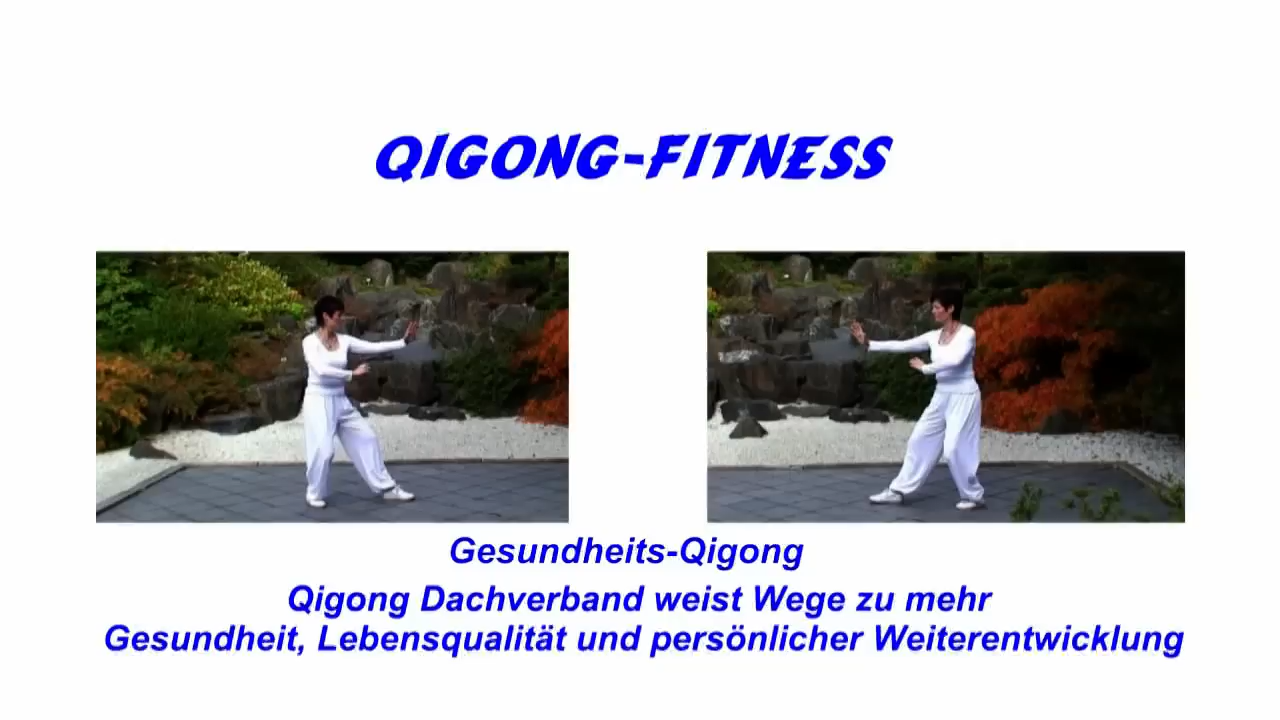 QIGONG-FITNESS
Gesundheits-Qigong
Qigong Dachverband weist Wege zu mehr
Gesundheit, Lebensqualität und persönlicher Weiterentwicklung